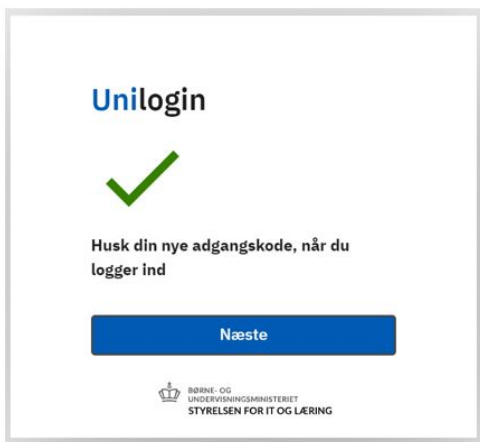 Unilogin
Husk din nye adgangskode, når du
logger ind
Næste
BØRNE- OG
UNDERVISNINGSMINISTERIET
STYRELSEN FOR IT OG LÆRING